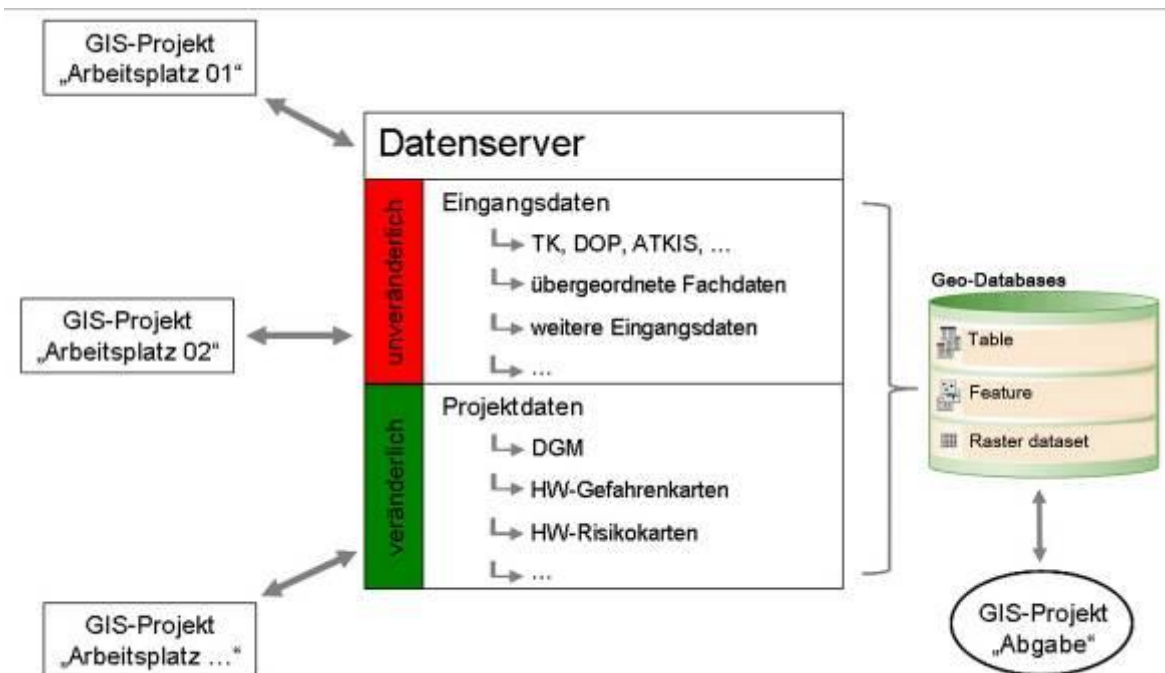 GIS-Projekt
„Arbeitsplatz 01“
GIS-Projekt
„Arbeitsplatz 02“
GIS-Projekt
„Arbeitsplatz ...“
Datenserver
unveränderlich
Eingangsdaten
TK, DOP, ATKIS, ...
übergeordnete Fachdaten
weitere Eingangsdaten
...
veränderlich
Projektdaten
DGM
HW-Gefahrenkarten
HW-Risikokarten
...
Geo-Databases
Table
Feature
Raster dataset
GIS-Projekt
„Abgabe“